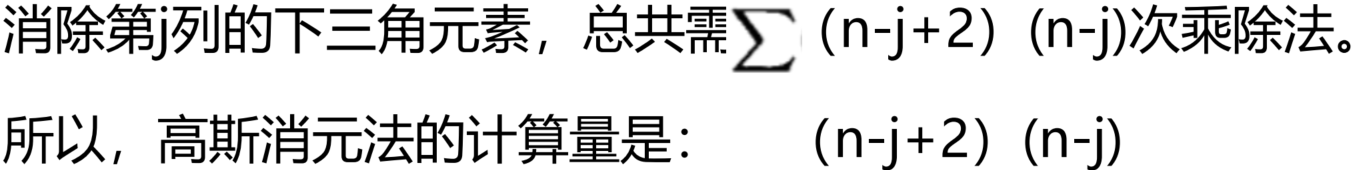 消除第j列的下三角元素，总共需∑（n-j+2）(n-j)次乘除法。
所以，高斯消元法的计算量是：　　（n-j+2）(n-j)